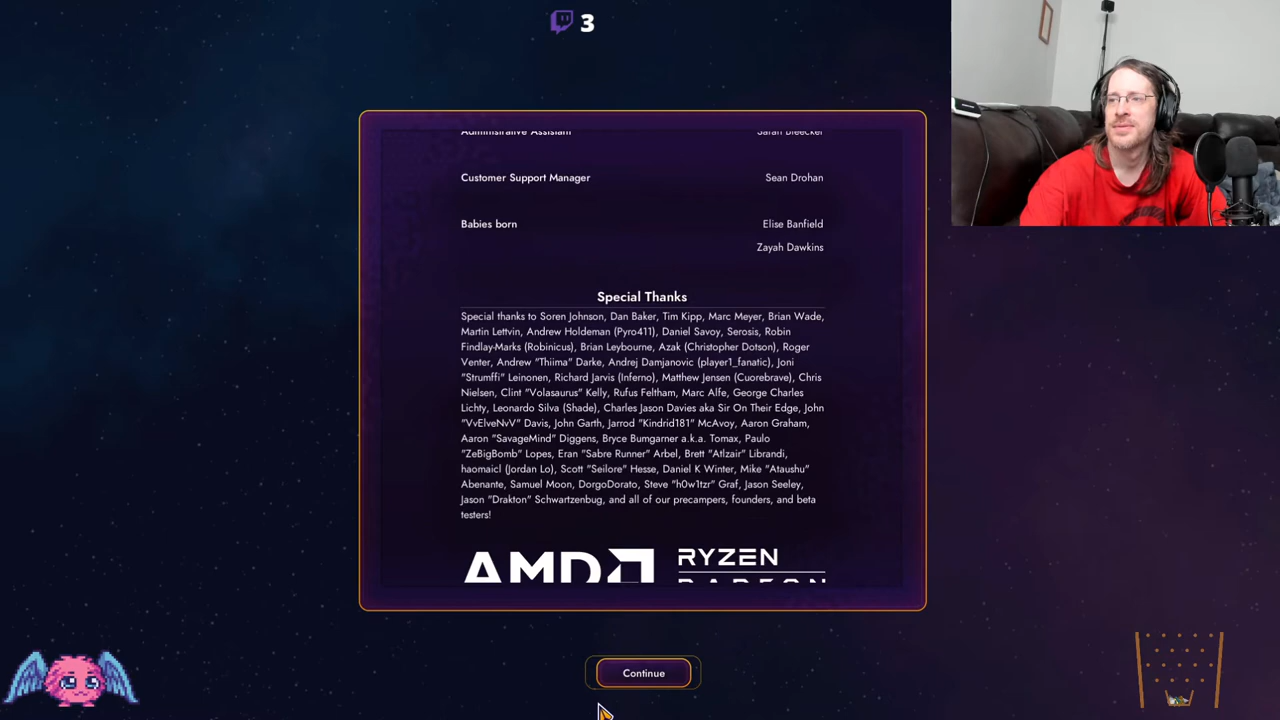 3
Administrative Assistant Sarah Bleecker
Customer Support Manager Sean Drohan
Babies born Elise Banfield
Zayah Dawkins
Special Thanks
Special thanks to Soren Johnson, Dan Baker, Tim Kipp, Marc Meyer, Brian Wade,
Martin Lettvin, Andrew Holdeman (Pyro411), Daniel Savoy, Serosis, Robin
Findlay-Marks (Robinicus), Brian Leybourne, Azak (Christopher Dotson), Roger
Venter, Andrew "Thiima" Darke, Andrej Damjanovic (player1_fanatic), Joni
"Strumffi" Leinonen, Richard Jarvis (Inferno), Matthew Jensen (Cuorebrave), Chris
Nielsen, Clint "Volasaurus" Kelly, Rufus Feltham, Marc Alfe, George Charles
Lichty, Leonardo Silva (Shade), Charles Jason Davies aka Sir On Their Edge, John
"VvElveNvV" Davis, John Garth, Jarrod "Kindrid181" McAvoy, Aaron Graham,
Aaron "SavageMind" Diggens, Bryce Bumgarner a.k.a. Tomax, Paulo
"ZeBigBomb" Lopes, Eran "Sabre Runner" Arbel, Brett "Atlzair" Librandi,
haomaicl (Jordan Lo), Scott "Seilore" Hesse, Daniel K Winter, Mike "Ataushu"
Abenante, Samuel Moon, DorgoDorato, Steve "h0w1tzr" Graf, Jason Seeley,
Jason "Drakton" Schwartzenbug, and all of our precampers, founders, and beta
testers!
AMD RYZEN
RADEON
Continue